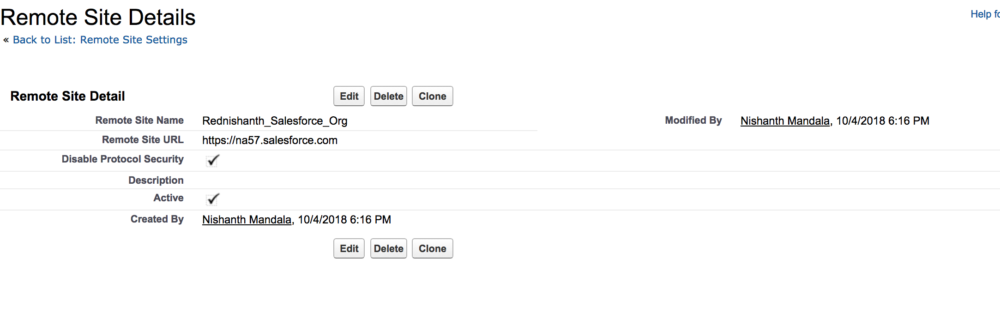 Remote Site Details
Help fo
« Back to List: Remote Site Settings
Remote Site Detail
Edit Delete Clone
Remote Site Name Rednishanth_Salesforce_Org Modified By Nishanth Mandala, 10/4/2018 6:16 PM
Remote Site URL https://na57.salesforce.com
Disable Protocol Security
Description
Active
Created By Nishanth Mandala, 10/4/2018 6:16 PM
Edit Delete Clone